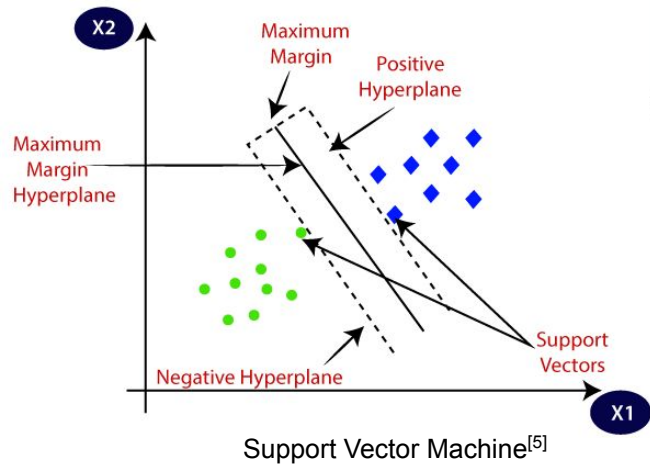 X2
Maximum
Margin
Positive
Hyperplane
Maximum
Margin
Hyperplane
Support
Vectors
Negative Hyperplane
X1
Support Vector Machine[5]